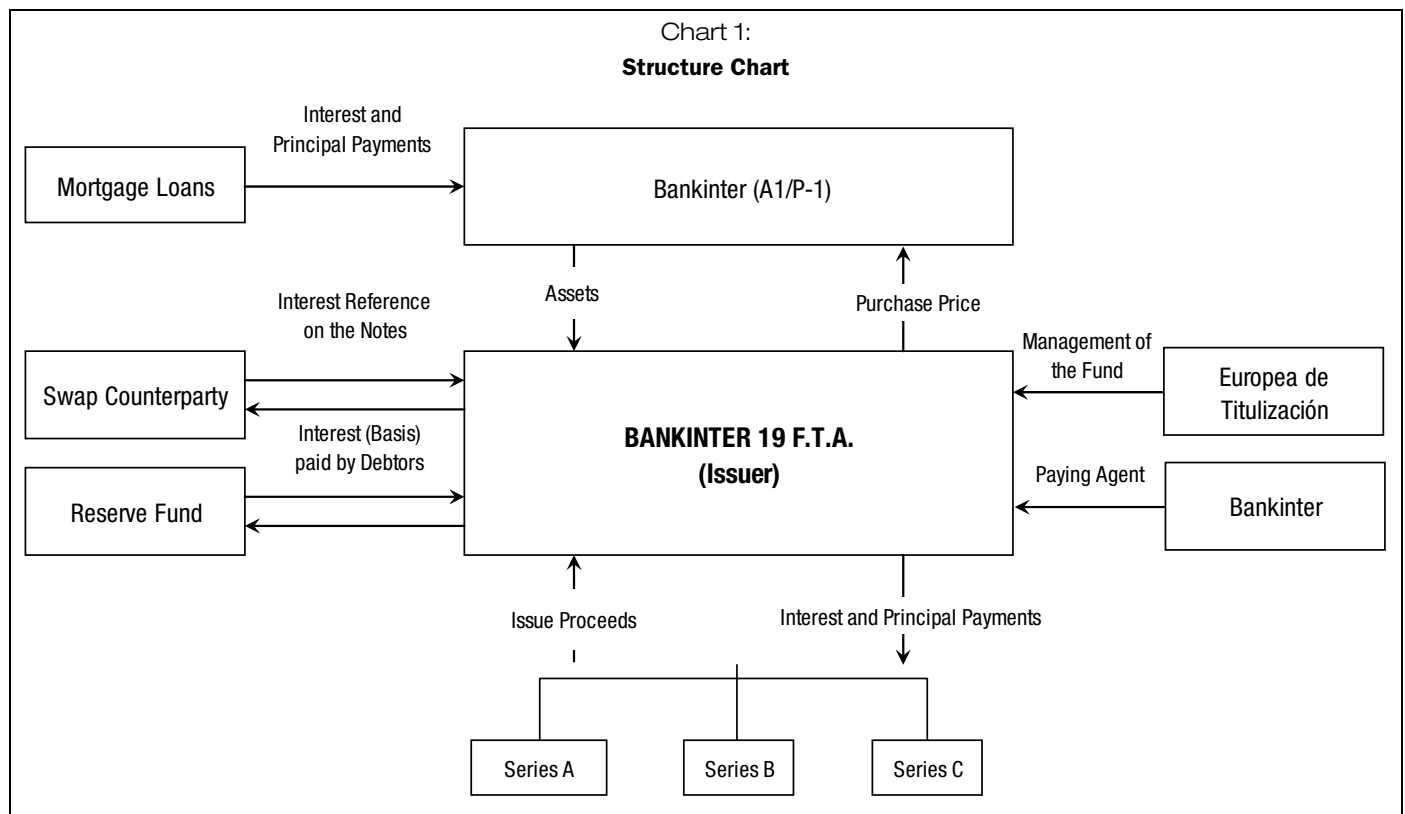 Chart 1:
Structure Chart
Interest and
Principal Payments
Mortgage Loans
Bankinter (A1/P-1)
Assets
Purchase Price
Interest Reference
on the Notes
Management of
the Fund
Swap Counterparty
Europea de
Titulización
BANKINTER 19 F.T.A.
(Issuer)
Interest (Basis)
paid by Debtors
Paying Agent
Reserve Fund
Bankinter
Issue Proceeds
Interest and Principal Payments
Series A
Series B
Series C